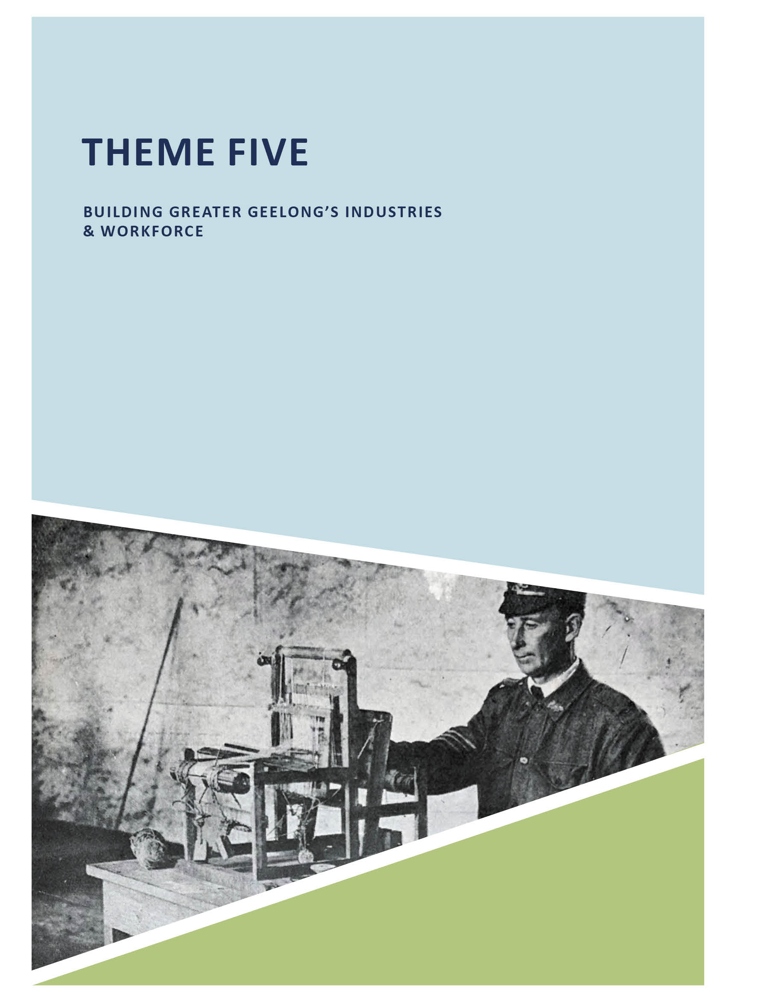 THEME FIVE
BUILDING GREATER GEELONG’S INDUSTRIES
& WORKFORCE